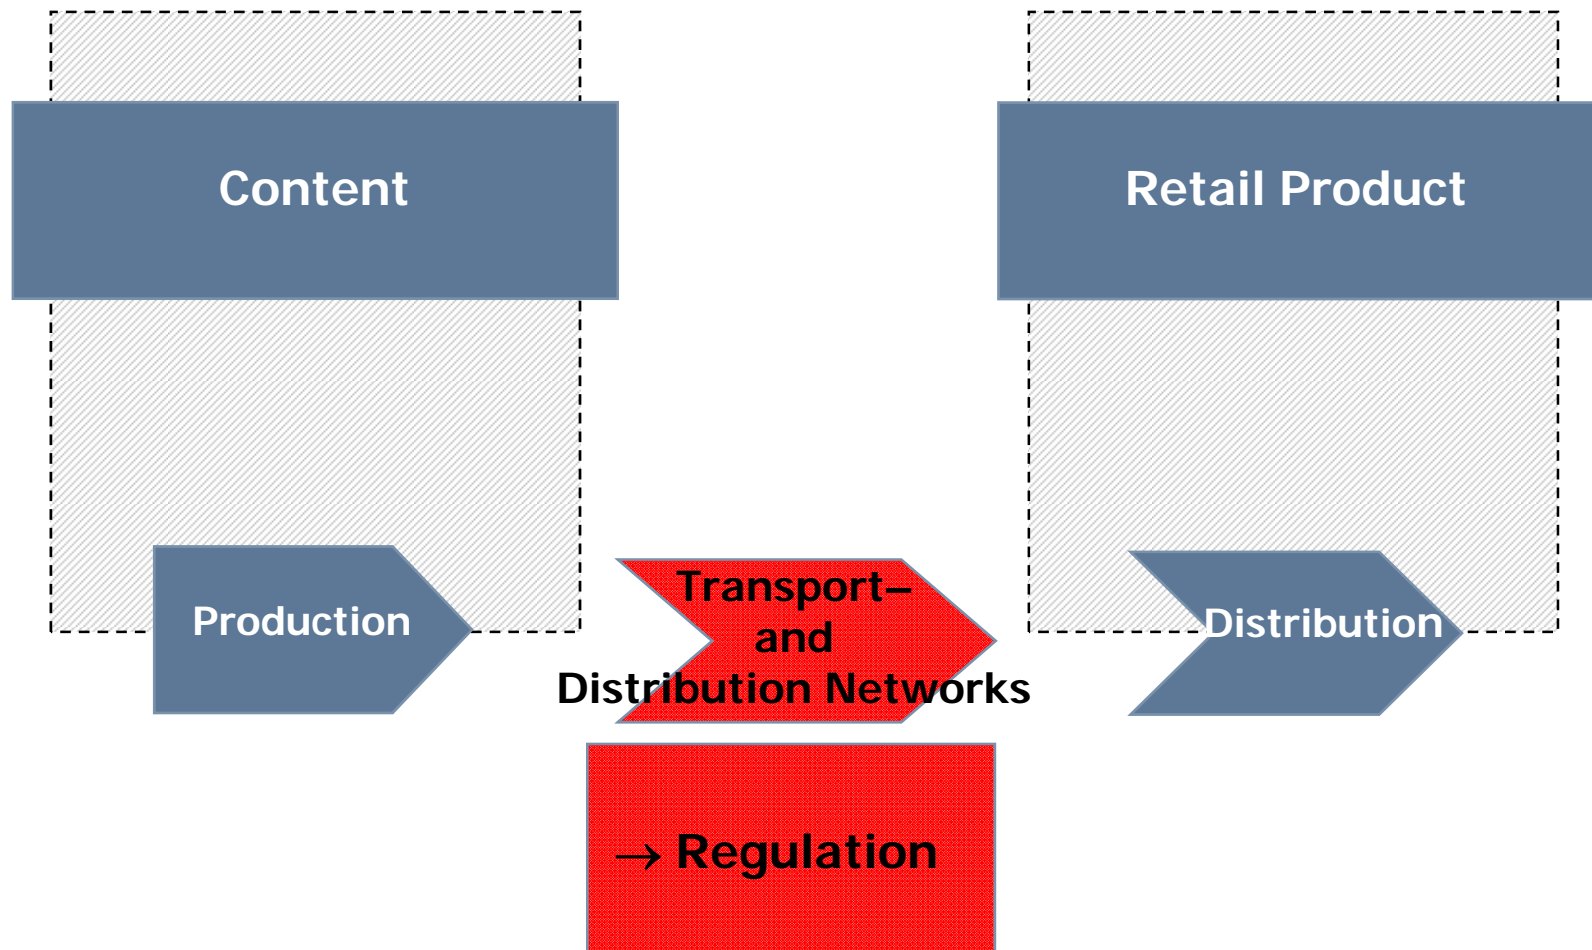 Content
Retail Product
Production
Transport–
and
Distribution Networks
Distribution
→ Regulation